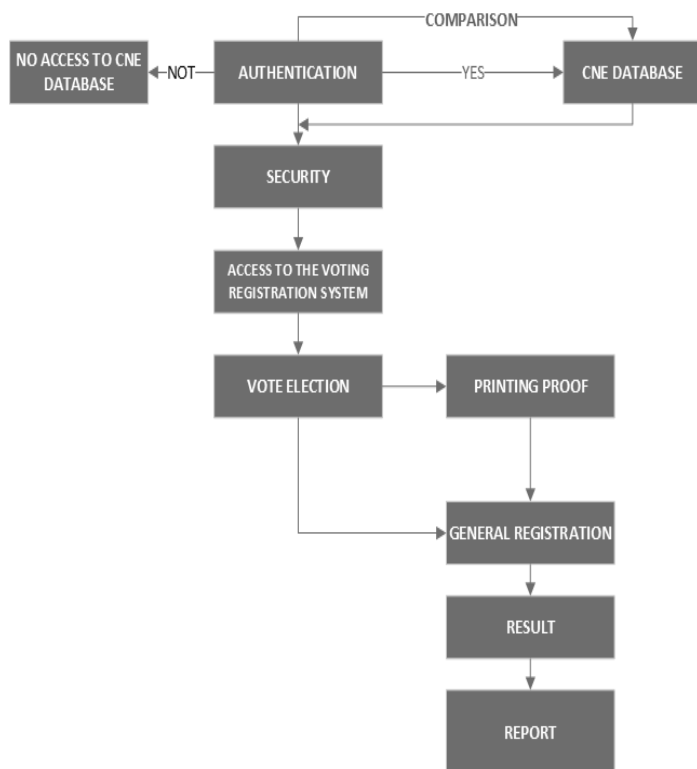 COMPARISON
NO ACCESS TO CNE
DATABASE
NOT
AUTHENTICATION
YES
CNE DATABASE
SECURITY
ACCESS TO THE VOTING
REGISTRATION SYSTEM
VOTE ELECTION
PRINTING PROOF
GENERAL REGISTRATION
RESULT
REPORT